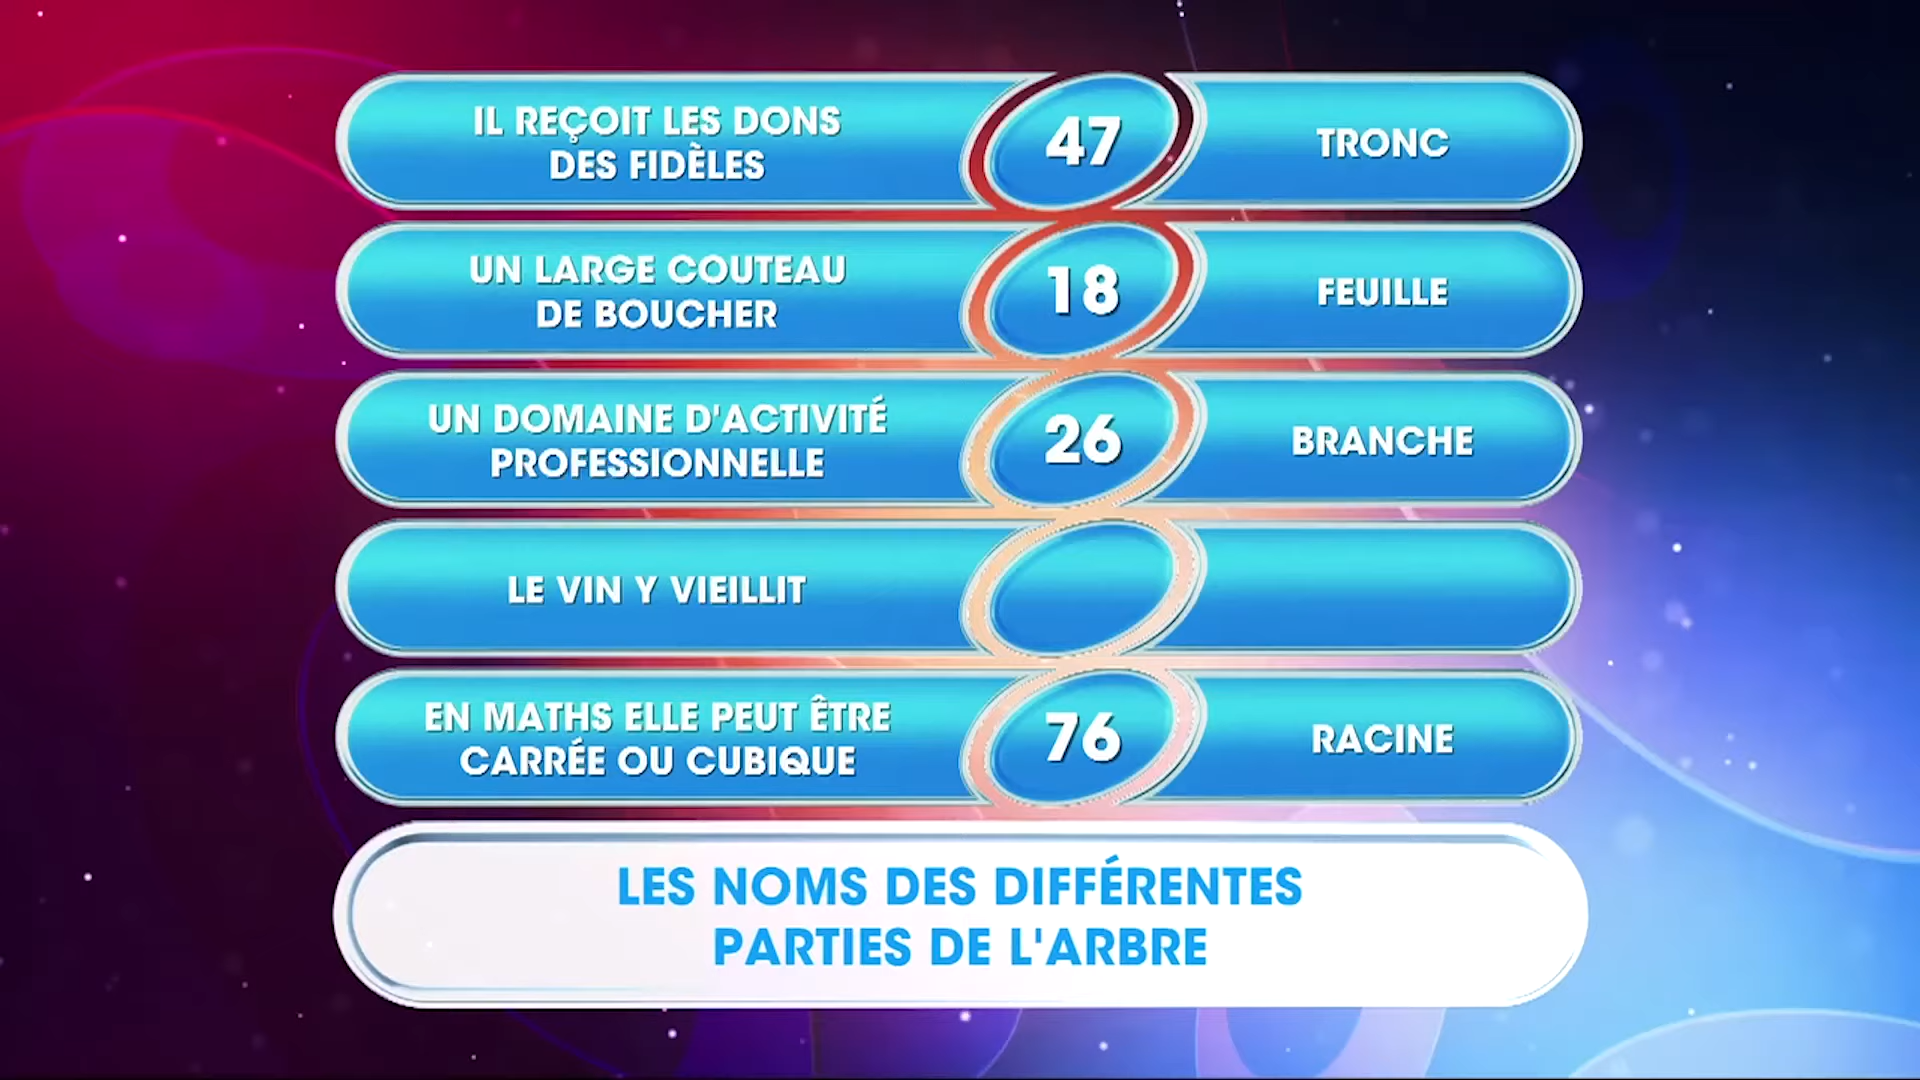 IL REÇOIT LES DONS
DES FIDÈLES
47
TRONC
UN LARGE COUTEAU
DE BOUCHER
18
FEUILLE
UN DOMAINE D'ACTIVITÉ
PROFESSIONNELLE
26
BRANCHE
LE VIN Y VIEILLIT
EN MATHS ELLE PEUT ÊTRE
CARRÉE OU CUBIQUE
76
RACINE
LES NOMS DES DIFFÉRENTES
PARTIES DE L'ARBRE